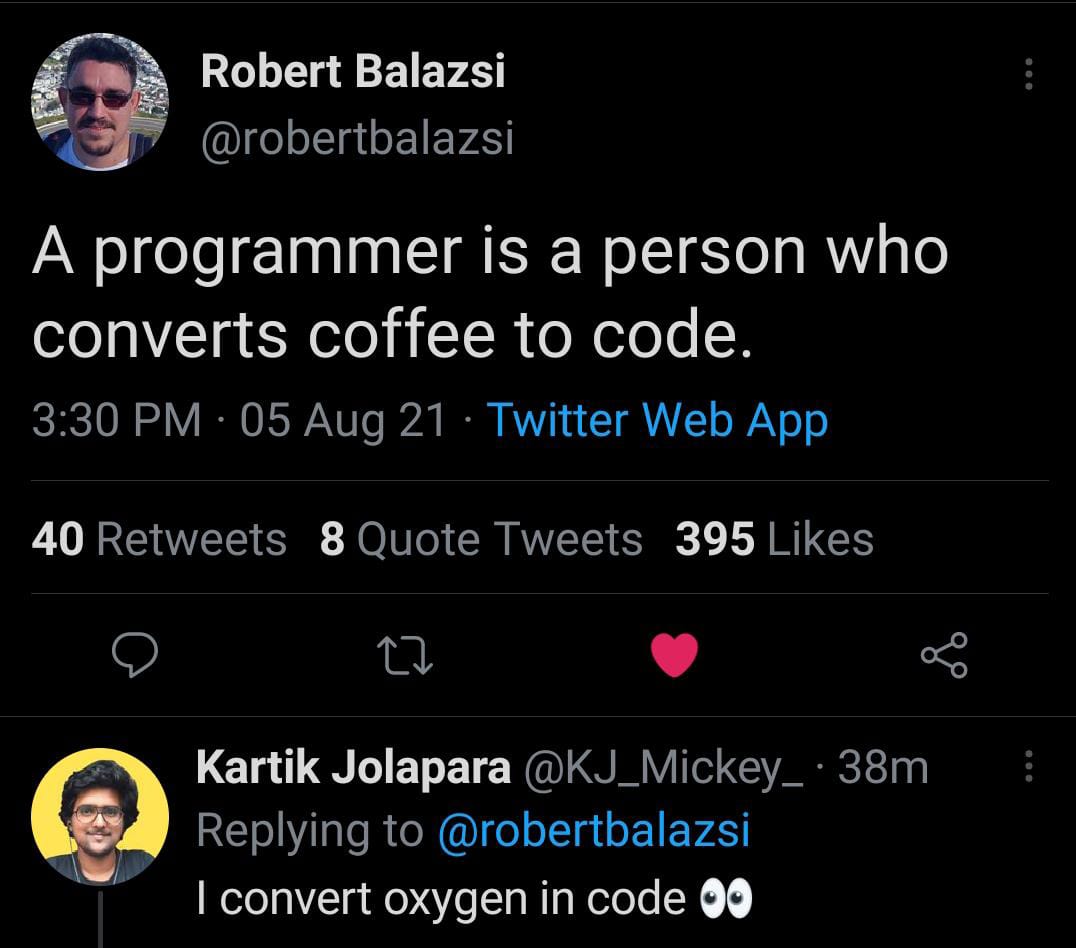 Robert Balazsi
@robertbalazsi
A programmer is a person who
converts coffee to code.
3:30 PM · 05 Aug 21 · Twitter Web App
40 Retweets 8 Quote Tweets 395 Likes
Kartik Jolapara @KJ_Mickey_ · 38m
Replying to @robertbalazsi
I convert oxygen in code 👀